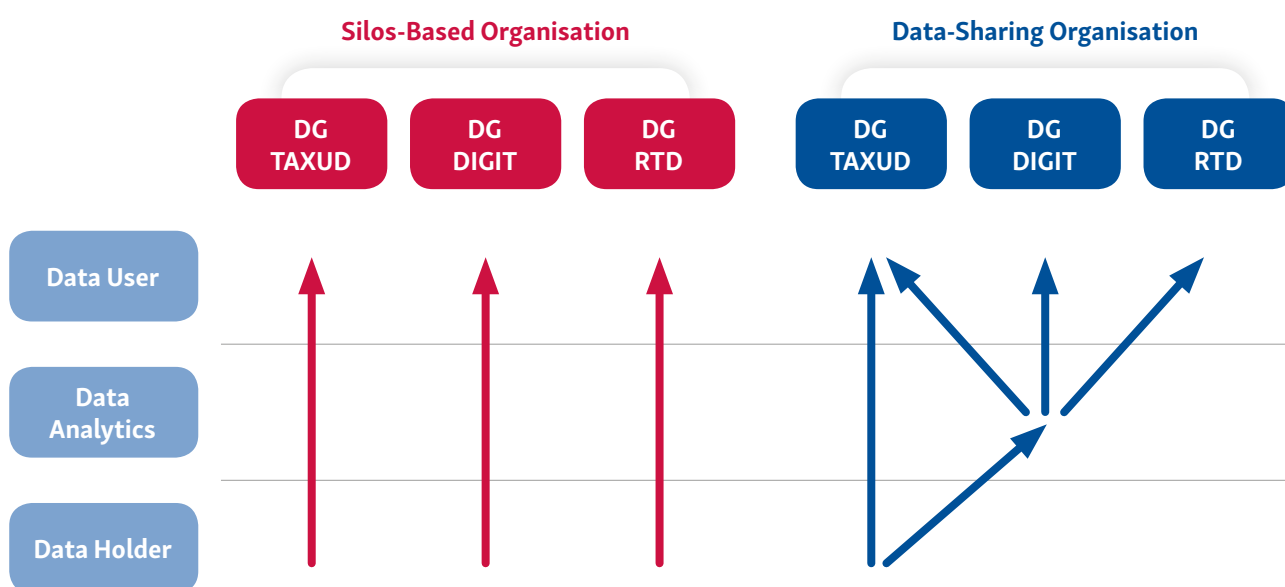 Silos-Based Organisation
Data-Sharing Organisation
DG
TAXUD
DG
DIGIT
DG
RTD
DG
TAXUD
DG
DIGIT
DG
RTD
Data User
Data
Analytics
Data Holder